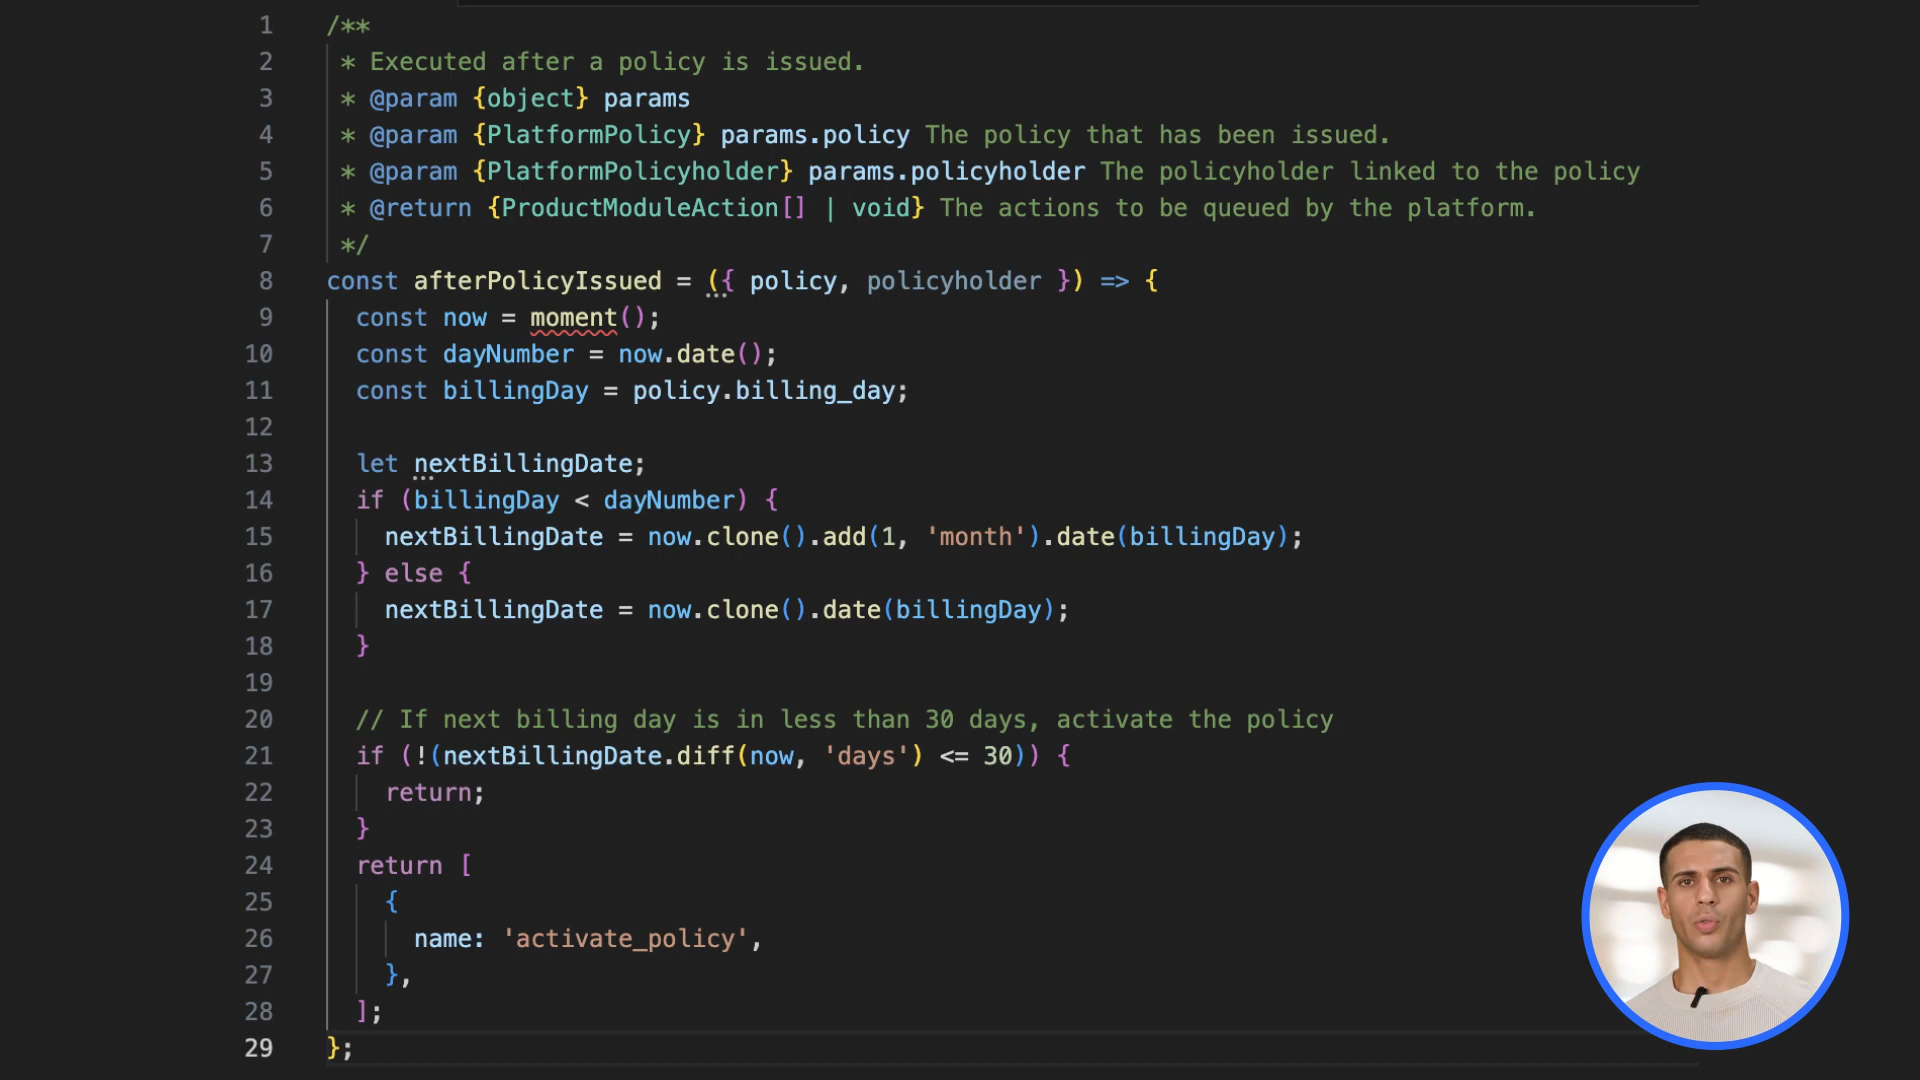 1 /**
2  * Executed after a policy is issued.
3  * @param {object} params
4  * @param {PlatformPolicy} params.policy The policy that has been issued.
5  * @param {PlatformPolicyholder} params.policyholder The policyholder linked to the policy
6  * @return {ProductModuleAction[] | void} The actions to be queued by the platform.
7  */
8 const afterPolicyIssued = ({ policy, policyholder }) => {
9   const now = moment();
10   const dayNumber = now.date();
11   const billingDay = policy.billing_day;
12
13   let nextBillingDate;
14   if (billingDay < dayNumber) {
15     nextBillingDate = now.clone().add(1, 'month').date(billingDay);
16   } else {
17     nextBillingDate = now.clone().date(billingDay);
18   }
19
20   // If next billing day is in less than 30 days, activate the policy
21   if (!(nextBillingDate.diff(now, 'days') <= 30)) {
22     return;
23   }
24   return [
25     {
26       name: 'activate_policy',
27     },
28   ];
29 };